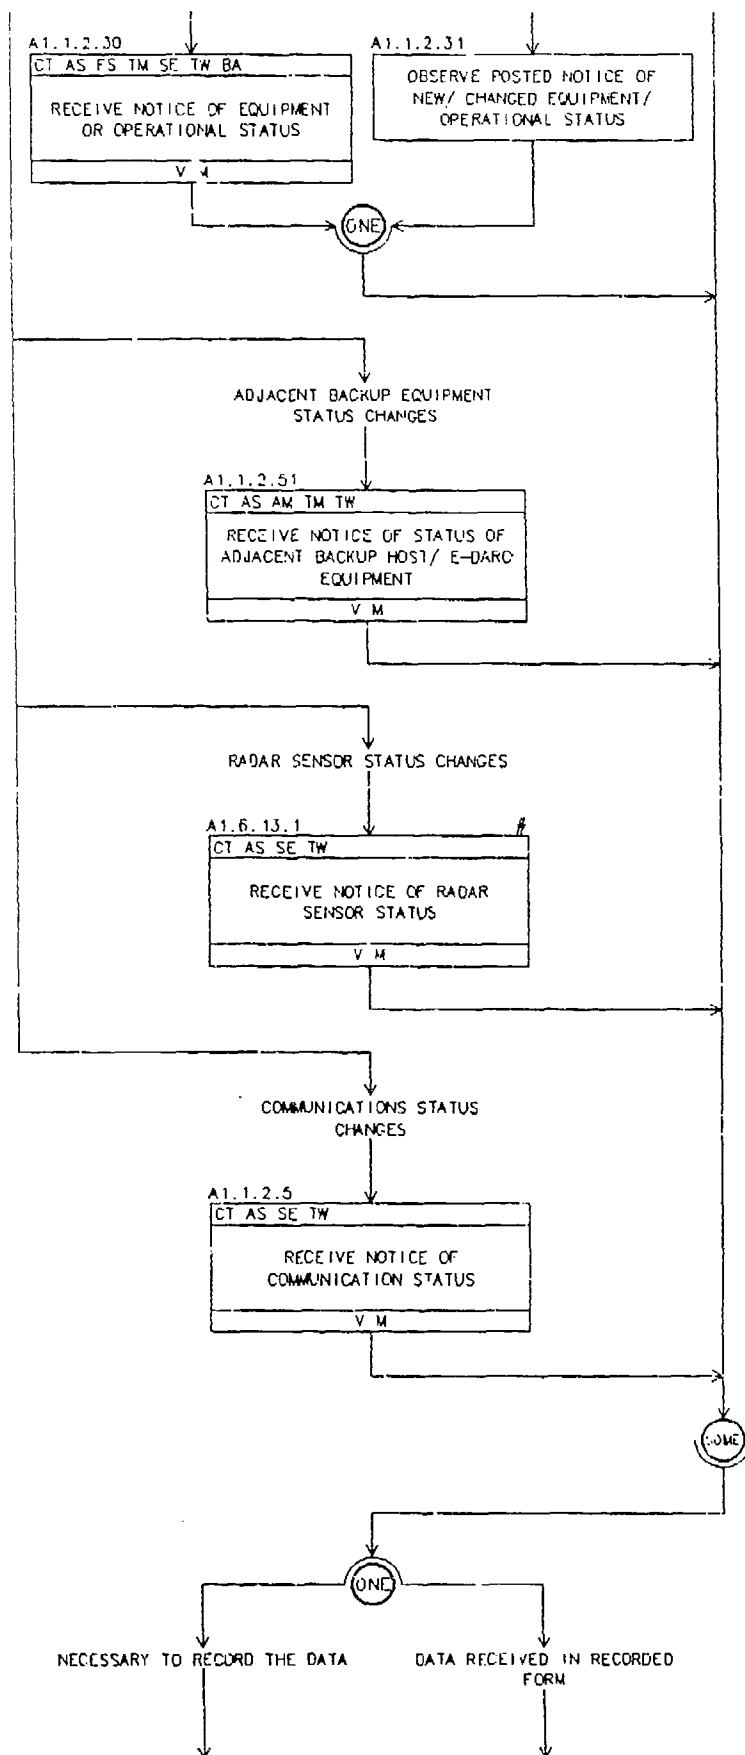 A1.1.2.30
CT AS FS TM SE TW BA
RECEIVE NOTICE OF EQUIPMENT
OR OPERATIONAL STATUS
V M
A1.1.2.31
OBSERVE POSTED NOTICE OF
NEW/ CHANGED EQUIPMENT/
OPERATIONAL STATUS
ONE
ADJACENT BACKUP EQUIPMENT
STATUS CHANGES
A1.1.2.51
CT AS AM TM TW
RECEIVE NOTICE OF STATUS OF
ADJACENT BACKUP HOST/ E-DARC
EQUIPMENT
V M
RADAR SENSOR STATUS CHANGES
A1.6.13.1
CT AS SE TW
RECEIVE NOTICE OF RADAR
SENSOR STATUS
V M
COMMUNICATIONS STATUS
CHANGES
A1.1.2.5
CT AS SE TW
RECEIVE NOTICE OF
COMMUNICATION STATUS
V M
SOME
ONE
NECESSARY TO RECORD THE DATA
DATA RECEIVED IN RECORDED
FORM